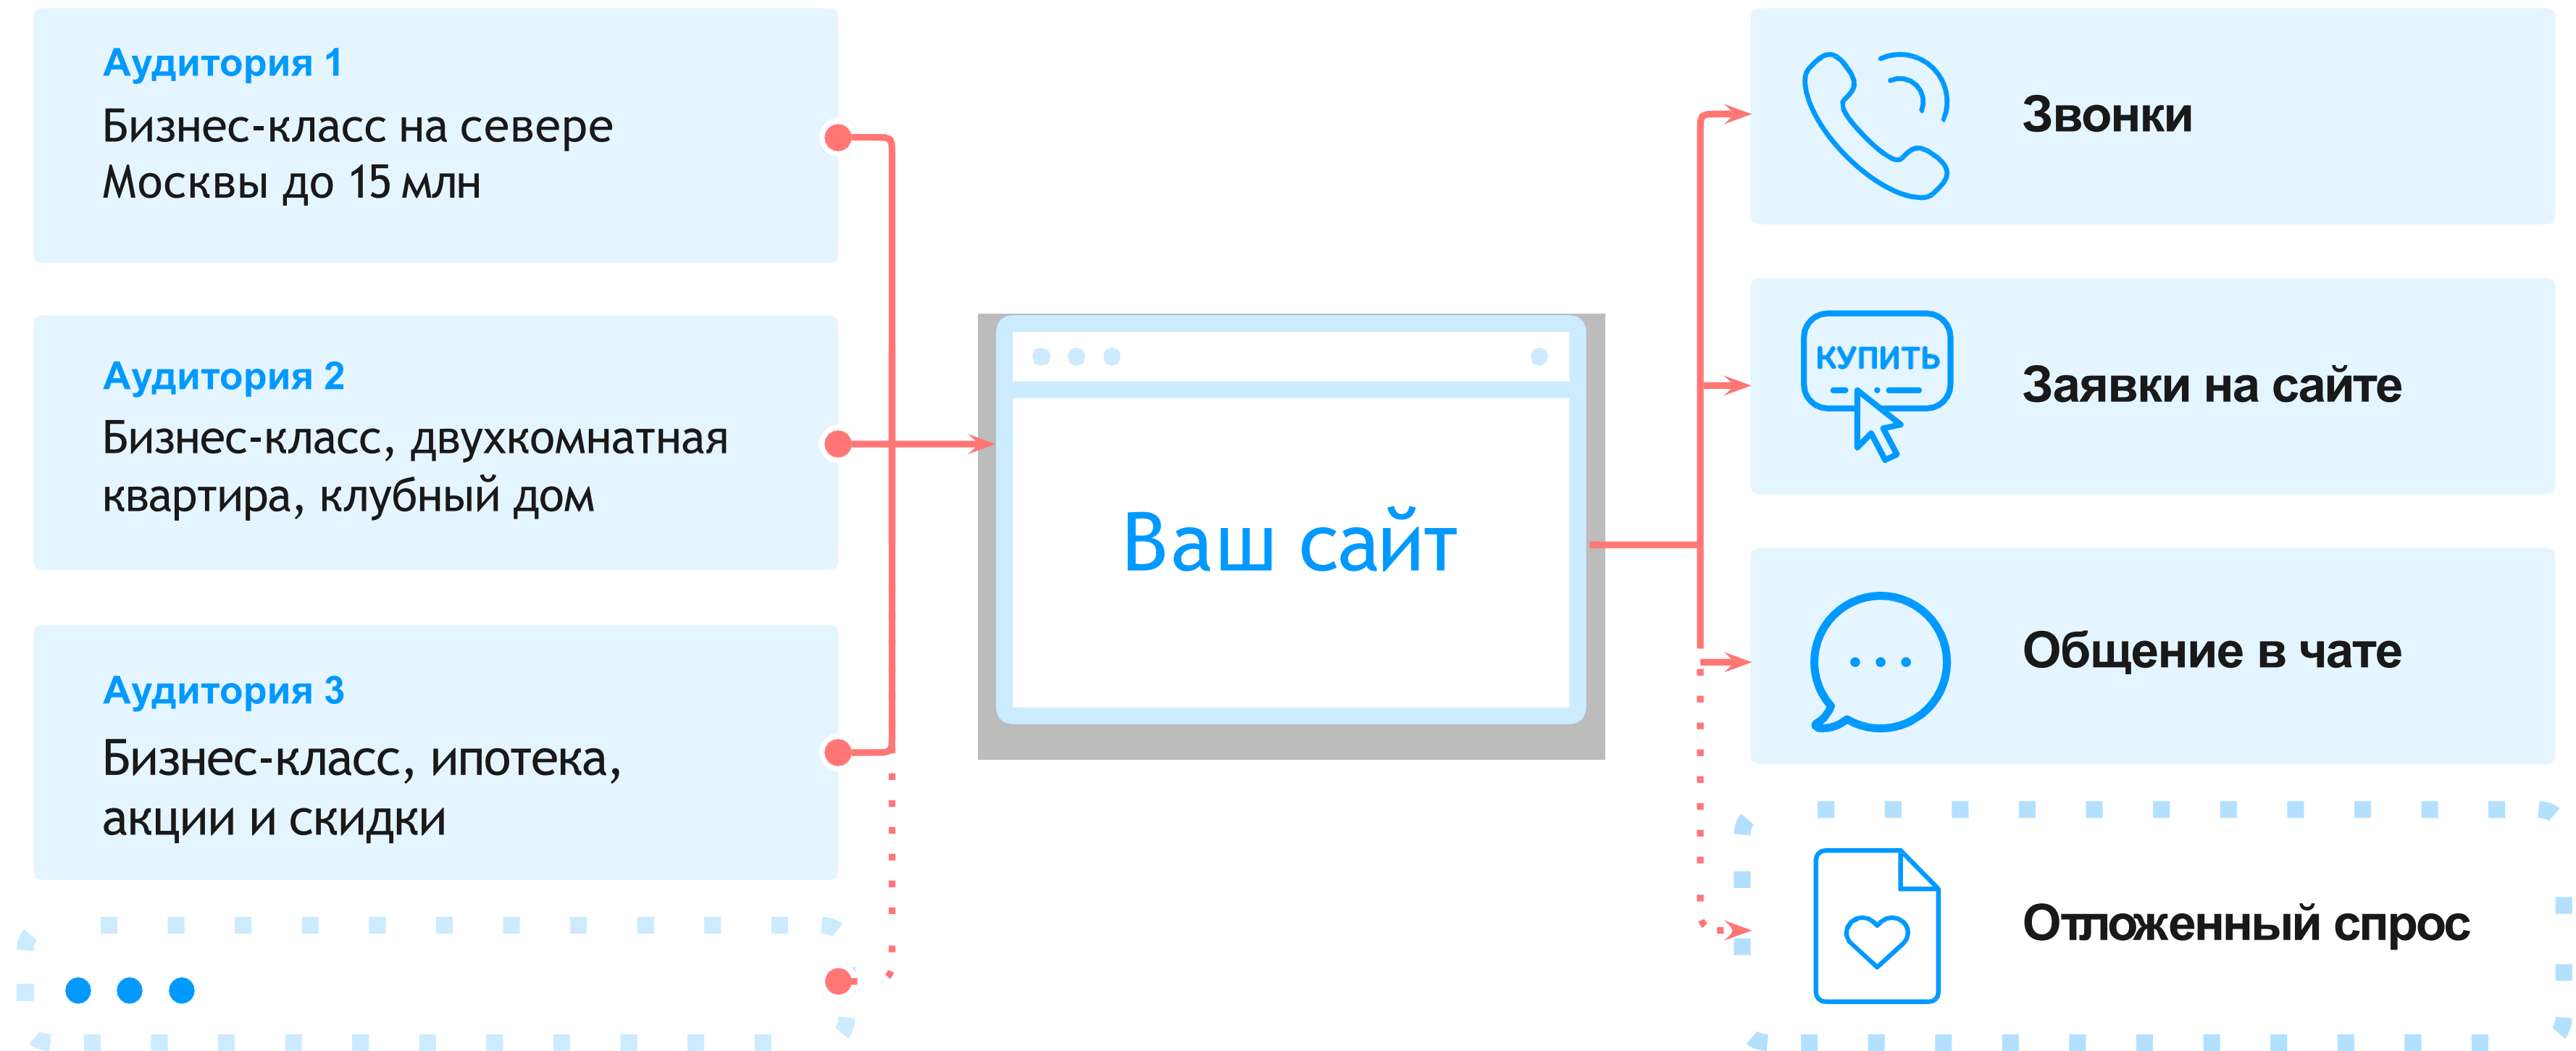 Аудитория 1
Бизнес-класс на севере
Москвы до 15 млн
Аудитория 2
Бизнес-класс, двухкомнатная
квартира, клубный дом
Аудитория 3
Бизнес-класс, ипотека,
акции и скидки
Ваш сайт
Звонки
КУПИТЬ
Заявки на сайте
Общение в чате
Отложенный спрос